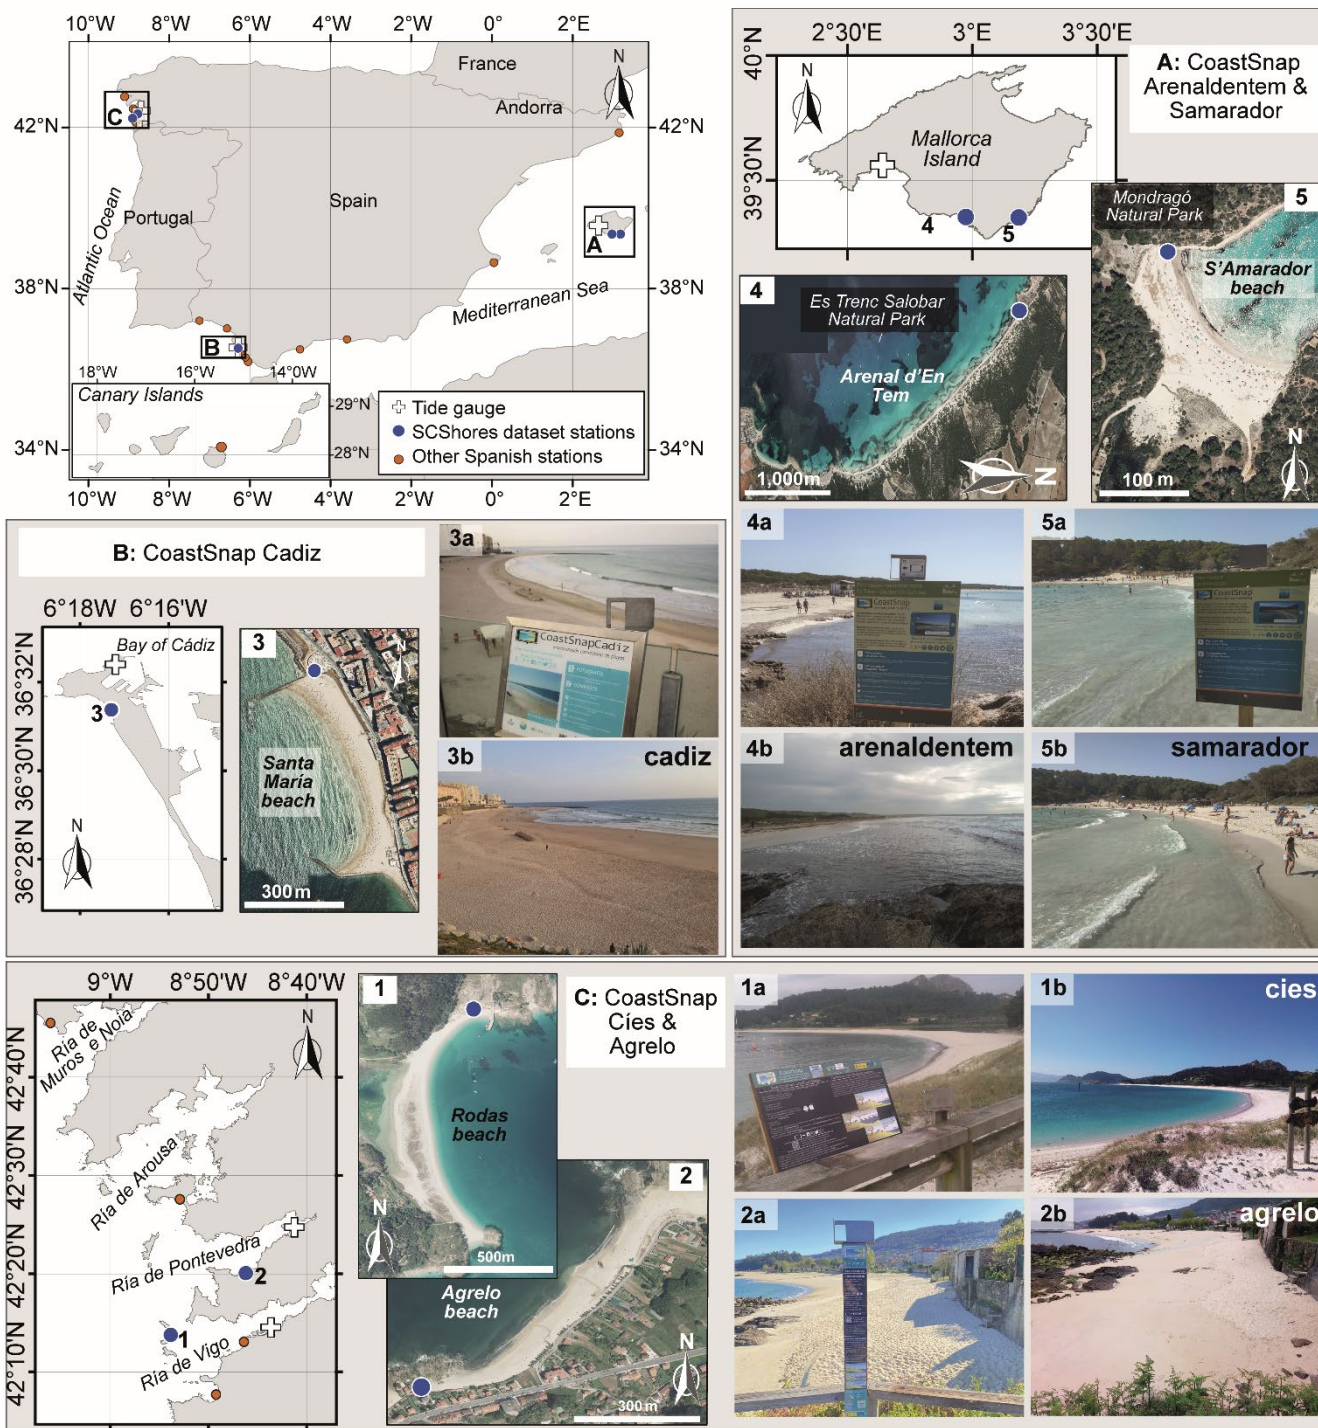 10°W 8°W 6°W 4°W 2°W 0° 2°E
France
Andorra
N
C
42°N 42°N
Spain
Portugal
Atlantic Ocean
A
38°N 38°N
Mediterranean Sea
B
18°W 16°W 14°0'W
Canary Islands
29°N
28°N
Tide gauge
SCShores dataset stations
Other Spanish stations
34°N 34°N
10°W 8°W 6°W 4°W 2°W 0° 2°E
2°30'E 3°E 3°30'E
40°N
39°30'N
N
Mallorca
Island
4 5
A: CoastSnap
Arenaldentem &
Samarador
4
Es Trenc Salobar
Natural Park
Arenal d'En
Tem
1,000m
N
Mondragó
Natural Park
5
S'Amarador
beach
100 m
N
4a
CoastSnap
5a
CoastSnap
4b
arenaldentem
5b
samarador
B: CoastSnap Cadiz
6°18'W 6°16'W
36°32'N
36°30'N
36°28'N
Bay of Cádiz
3
N
3
N
Santa
María
beach
300 m
3a
CoastSnapCadiz
3b
cadiz
9°W 8°50'W 8°40'W
42°40'N
42°30'N
42°20'N
42°10'N
N
Ría de
Muros e Noia
Ría de Arousa
Ría de Pontevedra
2
1
Ría de Vigo
1
Rodas
beach
N
500m
C: CoastSnap
Cíes &
Agrelo
2
Agrelo
beach
N
300 m
1a
1b
cies
2a
2b
agrelo